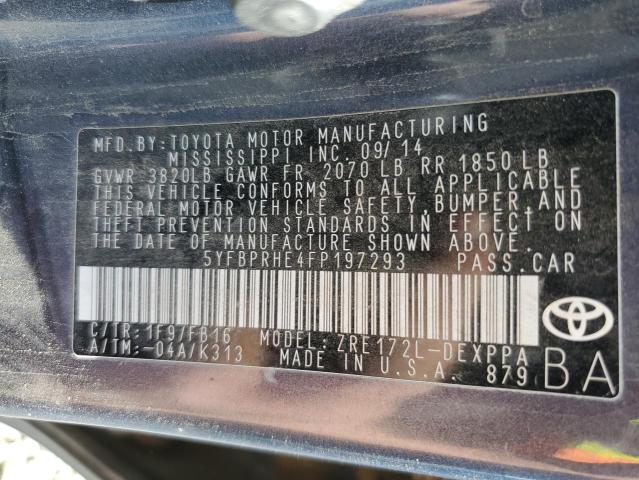 MFD. BY: TOYOTA MOTOR MANUFACTURING
MISSISSIPPI INC. 09/14
GVWR 3820LB GAWR FR 2070 LB RR 1850 LB
THIS VEHICLE CONFORMS TO ALL APPLICABLE
FEDERAL MOTOR VEHICLE SAFETY, BUMPER, AND
THEFT PREVENTION STANDARDS IN EFFECT ON
THE DATE OF MANUFACTURE SHOWN ABOVE.
5YFBPRHE4FP197293 PASS. CAR
C/TR: 1F9/FB16 MODEL: ZRE172L-DEXPPA
A/TM: -04A/K313 MADE IN U.S.A. 879
BA